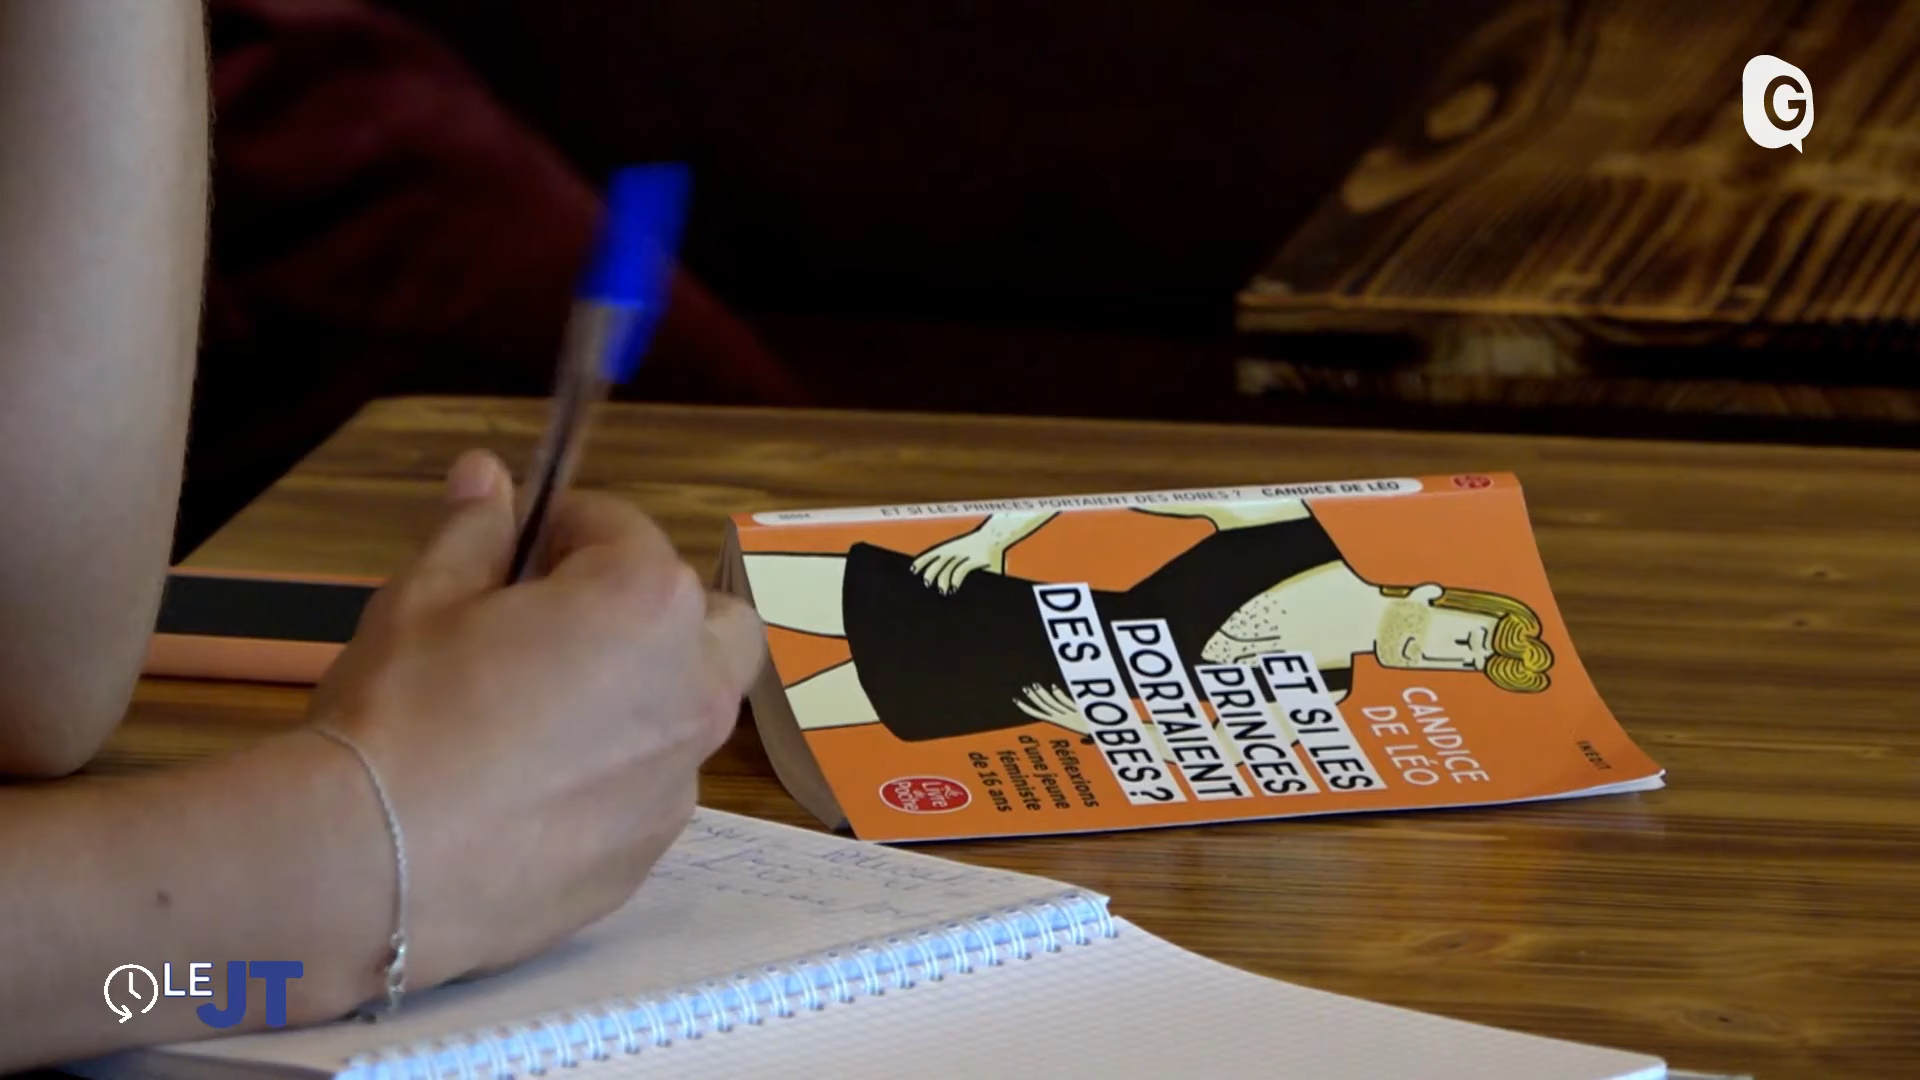 G
ET SI LES PRINCES PORTAIENT DES ROBES ? CANDICE DE LÉO
CANDICE
DE LÉO
INÉDIT
ET SI LES
PRINCES
PORTAIENT
DES ROBES ?
Réflexions
d'une jeune
féministe
de 16 ans
Le
Livre
de
Poche
LE JT